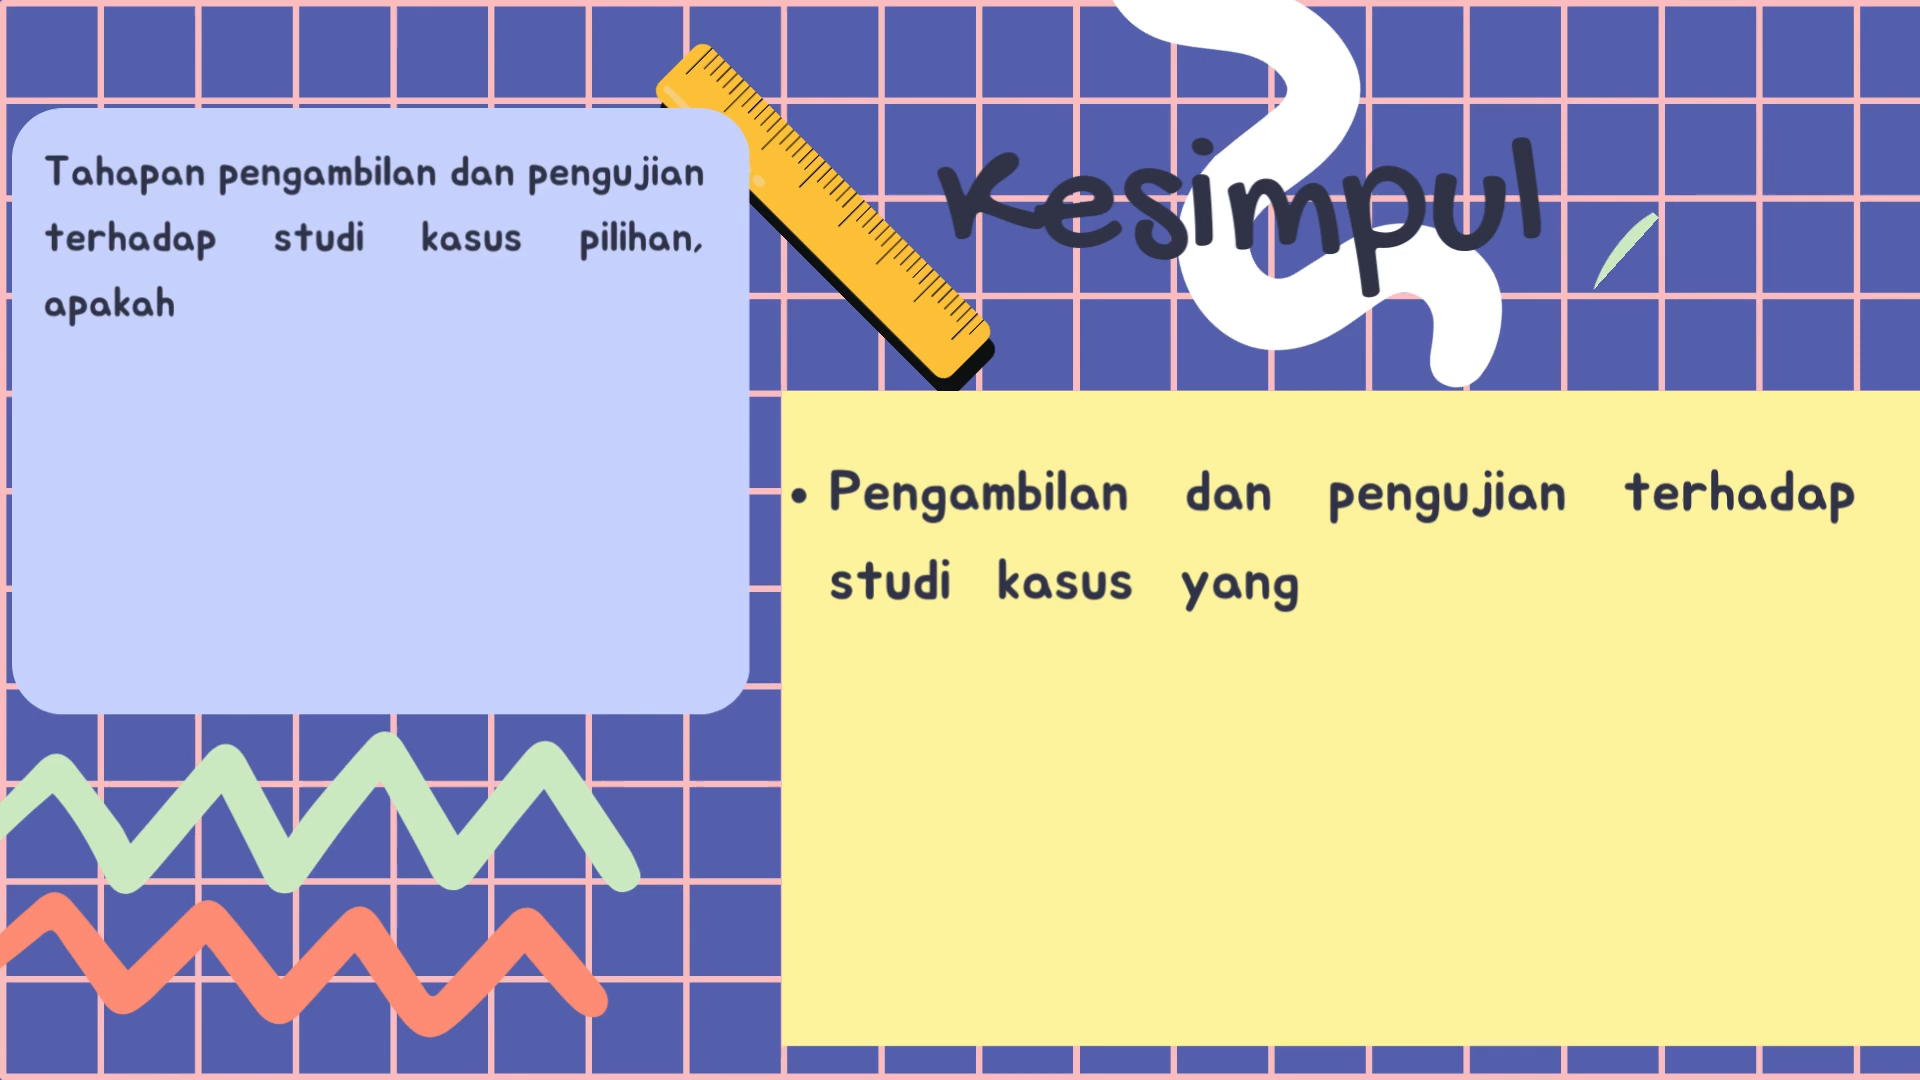 Kesimpul
Tahapan pengambilan dan pengujian
terhadap studi kasus pilihan,
apakah
• Pengambilan dan pengujian terhadap
studi kasus yang